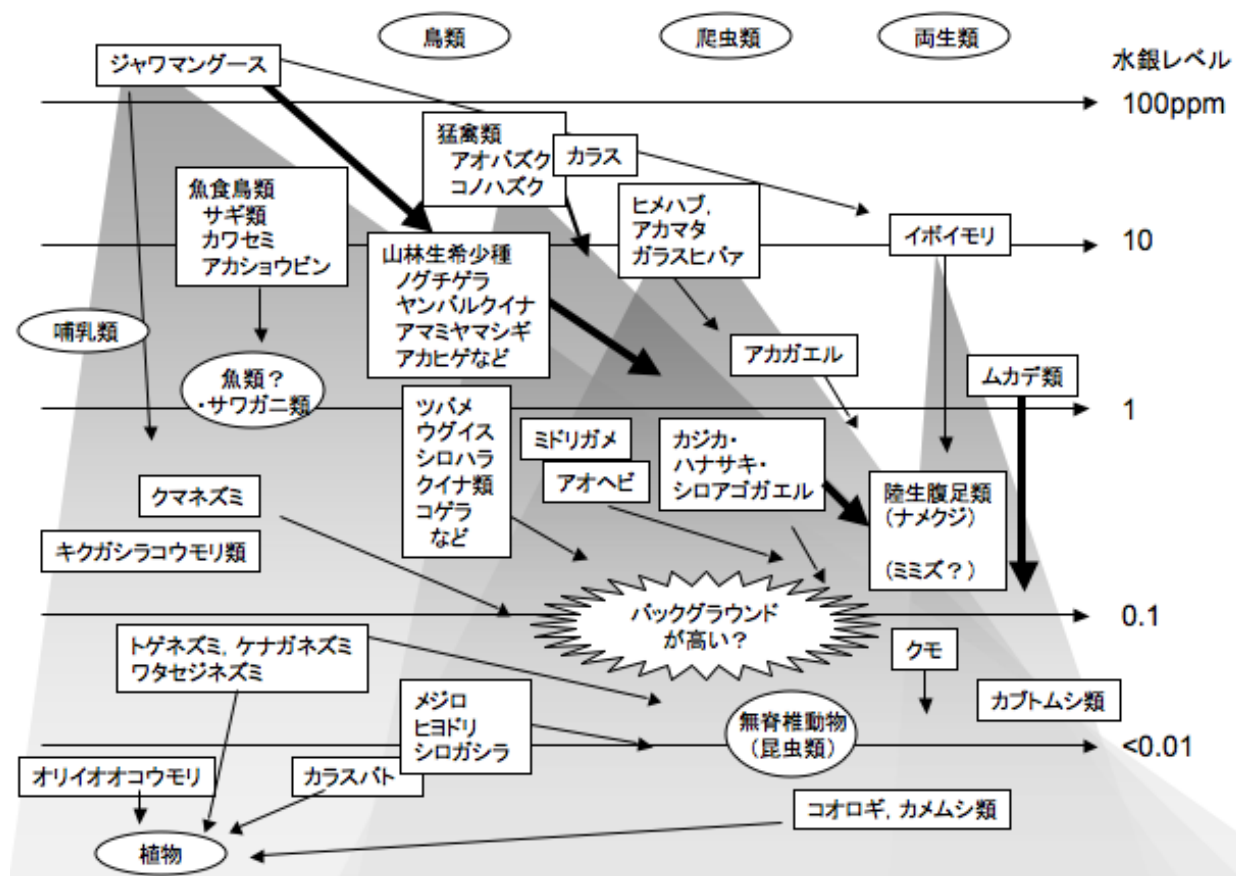 鳥類
爬虫類
両生類
水銀レベル
ジャワマングース
100ppm
猛禽類
アオバズク
コノハズク
カラス
魚食鳥類
サギ類
カワセミ
アカショウビン
ヒメハブ,
アカマタ
ガラスヒバァ
イボイモリ
10
山林生希少種
ノグチゲラ
ヤンバルクイナ
アマミヤマシギ
アカヒゲなど
哺乳類
魚類?
・サワガニ類
アカガエル
ムカデ類
1
ツバメ
ウグイス
シロハラ
クイナ類
コゲラ
など
ミドリガメ
アオヘビ
カジカ・
ハナサキ・
シロアゴガエル
陸生腹足類
(ナメクジ)
(ミミズ?)
クマネズミ
キクガシラコウモリ類
バックグラウンド
が高い?
0.1
トゲネズミ, ケナガネズミ
ワタセジネズミ
クモ
カブトムシ類
メジロ
ヒヨドリ
シロガシラ
無脊椎動物
(昆虫類)
<0.01
オリイオオコウモリ
カラスバト
コオロギ, カメムシ類
植物